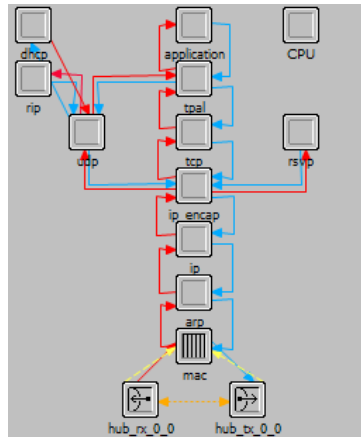 dhcp application CPU
rip tpal
udp tcp rsvp
ip_encap
ip
arp
mac
hub_rx_0_0 hub_tx_0_0